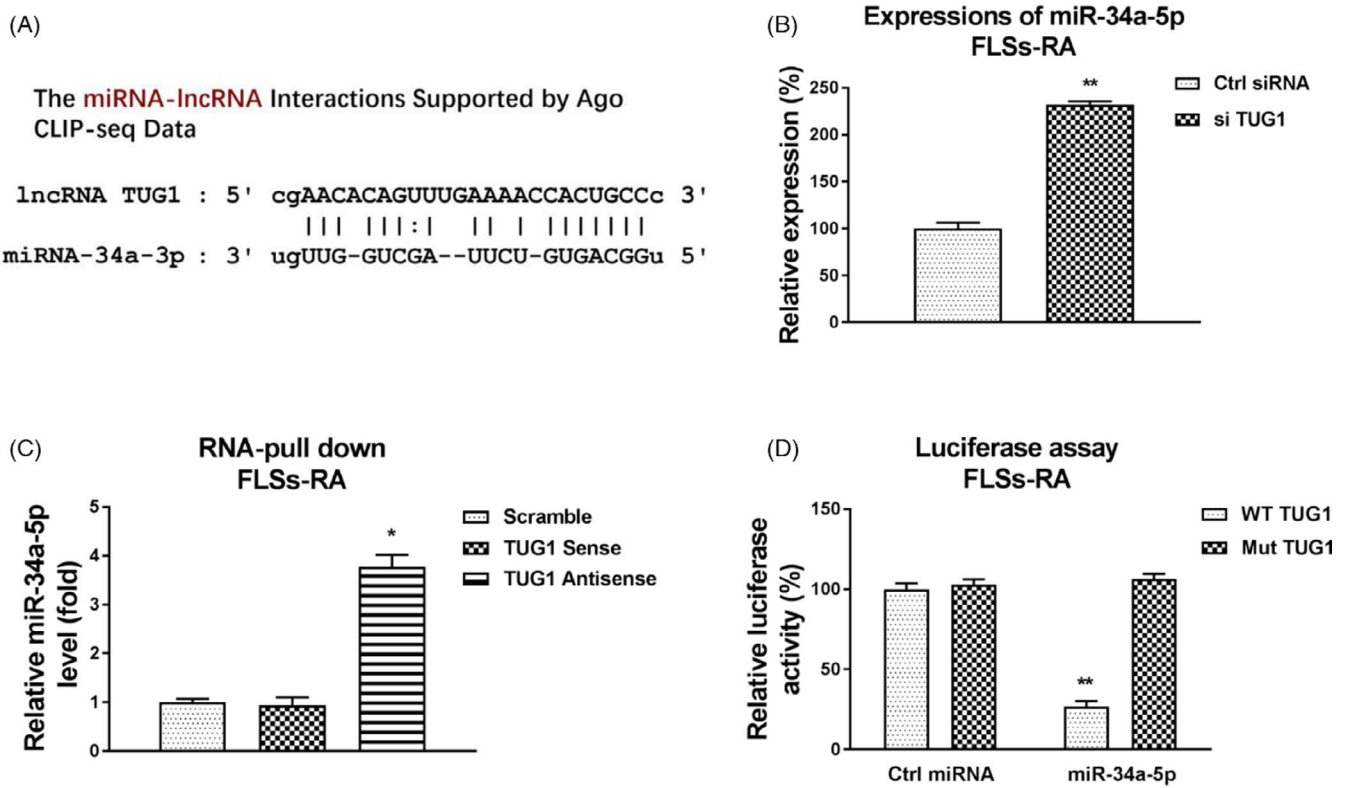 (A)
The miRNA-lncRNA Interactions Supported by Ago
CLIP-seq Data
lncRNA TUG1 : 5' cgAACACAGUUUGAAAACCACUGCCc 3'
||| |||:| || | |||||||
miRNA-34a-3p : 3' ugUUG-GUCGA--UUCU-GUGACGGu 5'
(B)
Expressions of miR-34a-5p
FLSs-RA
Relative expression (%)
250
200
150
100
50
0
**
Ctrl siRNA
si TUG1
(C)
RNA-pull down
FLSs-RA
Relative miR-34a-5p
level (fold)
5
4
3
2
1
0
*
Scramble
TUG1 Sense
TUG1 Antisense
(D)
Luciferase assay
FLSs-RA
Relative luciferase
activity (%)
150
100
50
0
**
Ctrl miRNA
miR-34a-5p
WT TUG1
Mut TUG1